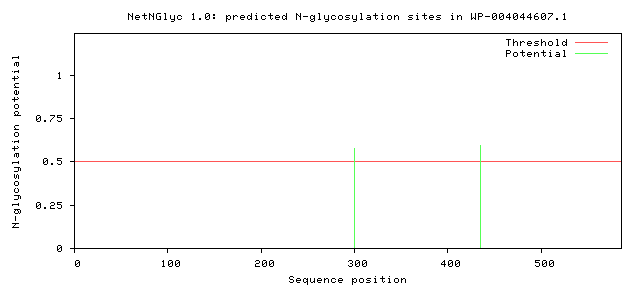 NetNGlyc 1.0: predicted N-glycosylation sites in WP-004044607.1
Threshold
Potential
N-glycosylation potential
1
0.75
0.5
0.25
0
0 100 200 300 400 500
Sequence position